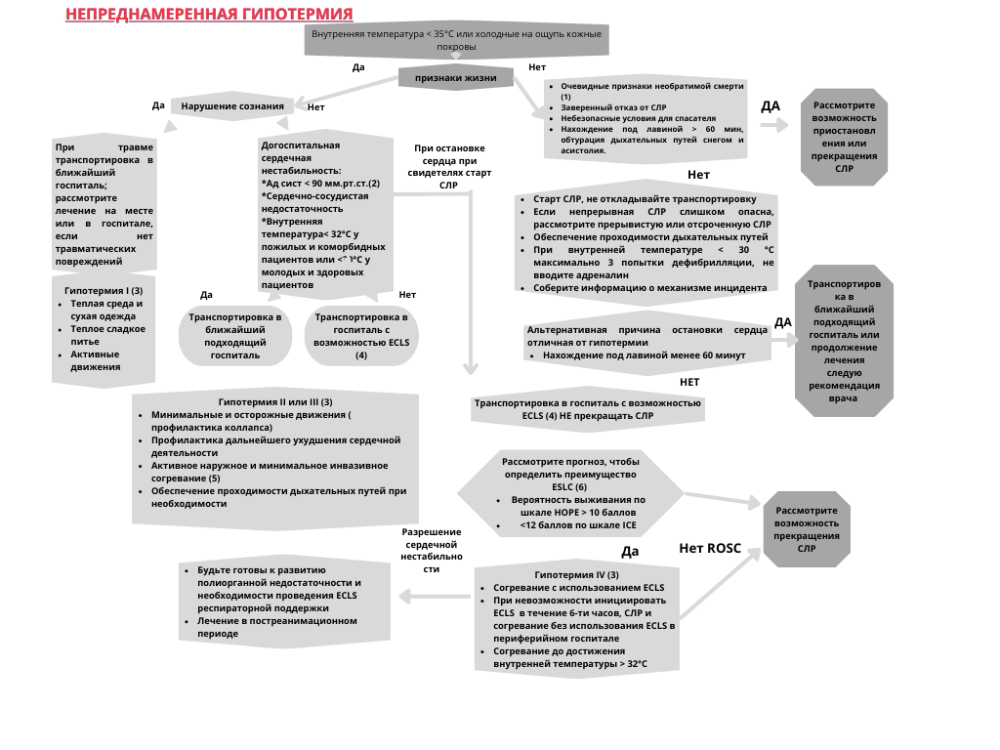 НЕПРЕДНАМЕРЕННАЯ ГИПОТЕРМИЯ
Внутренняя температура < 35°C или холодные на ощупь кожные
покровы
Да
признаки жизни
Нет
Да
Нарушение сознания
Нет
• Очевидные признаки необратимой смерти
(1)
• Заверенный отказ от СЛР
• Небезопасные условия для спасателя
• Нахождение под лавиной > 60 мин,
обтурация дыхательных путей снегом и
асистолия.
ДА
Рассмотрите
возможность
приостановл
ения или
прекращения
СЛР
При травме
транспортировка в
ближайший
госпиталь;
рассмотрите
лечение на месте
или в госпитале,
если нет
травматических
повреждений
Догоспитальная
сердечная
нестабильность:
*Ад сист < 90 мм.рт.ст.(2)
*Сердечно-сосудистая
недостаточность
*Внутренняя
температура< 32°C у
пожилых и коморбидных
пациентов или < °C у
молодых и здоровых
пациентов
При остановке
сердца при
свидетелях старт
СЛР
Нет
• Старт СЛР, не откладывайте транспортировку
• Если непрерывная СЛР слишком опасна,
рассмотрите прерывистую или отсроченную СЛР
• Обеспечение проходимости дыхательных путей
• При внутренней температуре < 30 °C
максимально 3 попытки дефибрилляции, не
вводите адреналин
• Соберите информацию о механизме инцидента
Гипотермия I (3)
• Теплая среда и
сухая одежда
• Теплое сладкое
питье
• Активные
движения
Да
Нет
Транспортировка в
ближайший
подходящий
госпиталь
Транспортировка в
госпиталь с
возможностью ECLS
(4)
Альтернативная причина остановки сердца
отличная от гипотермии
• Нахождение под лавиной менее 60 минут
ДА
Транспортиров
ка в
ближайший
подходящий
госпиталь или
продолжение
лечения
следую
рекомендация
врача
НЕТ
Транспортировка в госпиталь с возможностью
ECLS (4) НЕ прекращать СЛР
Гипотермия II или III (3)
• Минимальные и осторожные движения (
профилактика коллапса)
• Профилактика дальнейшего ухудшения сердечной
деятельности
• Активное наружное и минимальное инвазивное
согревание (5)
• Обеспечение проходимости дыхательных путей при
необходимости
Рассмотрите прогноз, чтобы
определить преимущество
ESLC (6)
• Вероятность выживания по
шкале HOPE > 10 баллов
• <12 баллов по шкале ICE
Рассмотрите
возможность
прекращения
СЛР
Разрешение
сердечной
нестабильно
сти
Да
Нет ROSC
• Будьте готовы к развитию
полиорганной недостаточности и
необходимости проведения ECLS
респираторной поддержки
• Лечение в постреанимационном
периоде
Гипотермия IV (3)
• Согревание с использованием ECLS
• При невозможности инициировать
ECLS в течение 6-ти часов, СЛР и
согревание без использования ECLS в
периферийном госпитале
• Согревание до достижения
внутренней температуры > 32°C